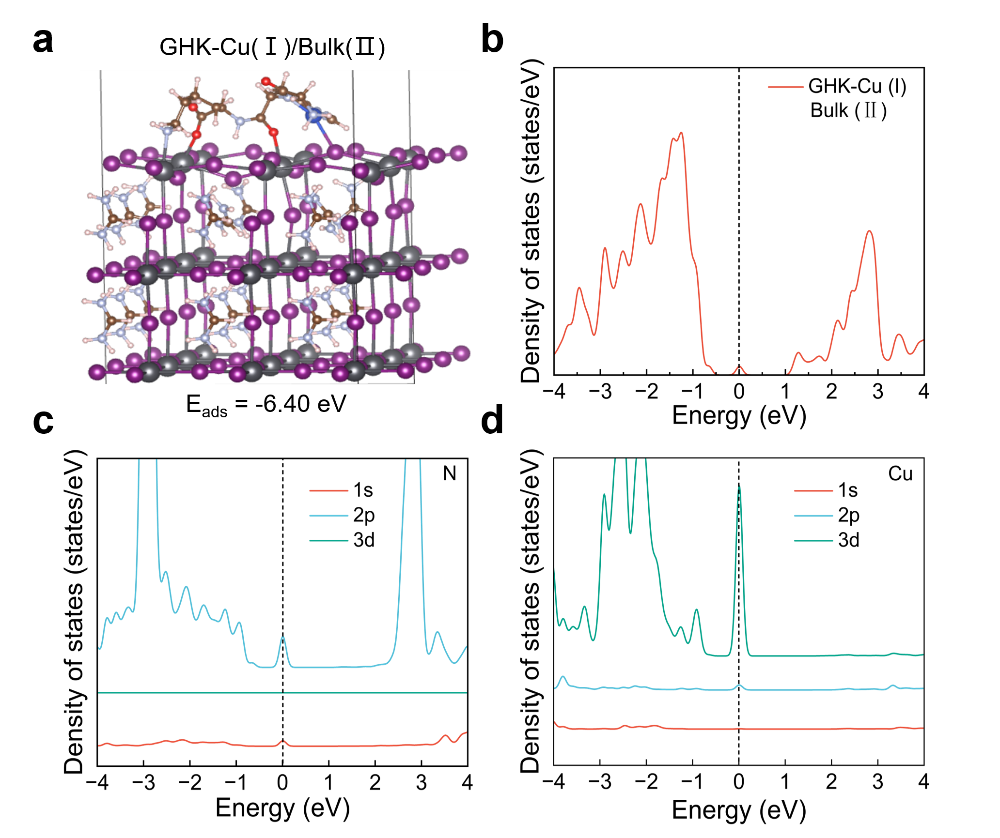 a
GHK-Cu(Ⅰ)/Bulk(Ⅱ)
E_ads = -6.40 eV
b
Density of states (states/eV)
GHK-Cu (I)
Bulk (Ⅱ)
−4 −3 −2 −1 0 1 2 3 4
Energy (eV)
c
Density of states (states/eV)
N
1s
2p
3d
−4 −3 −2 −1 0 1 2 3 4
Energy (eV)
d
Density of states (states/eV)
Cu
1s
2p
3d
−4 −3 −2 −1 0 1 2 3 4
Energy (eV)